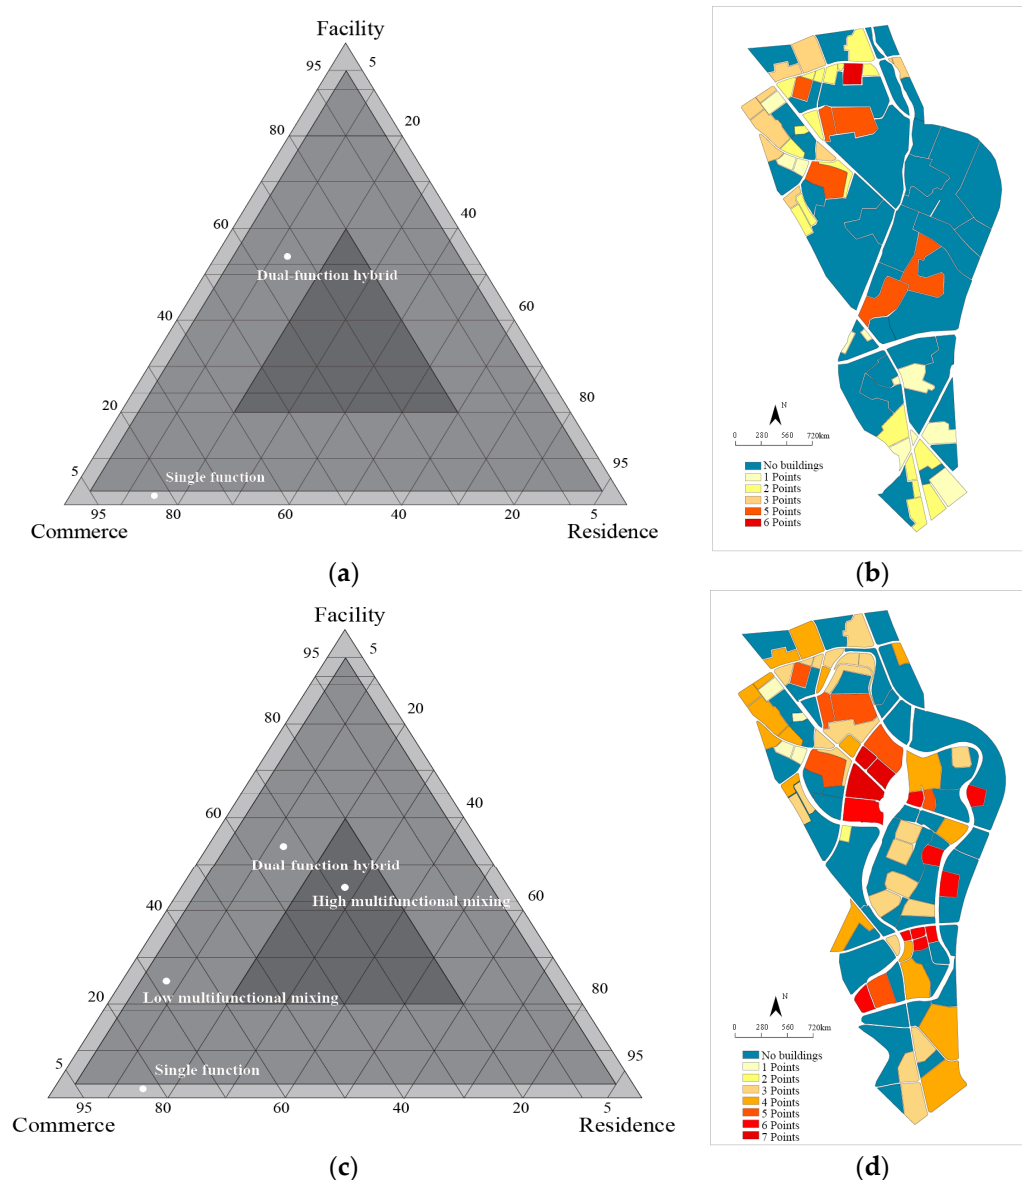 Facility
95
5
80
20
60
40
Dual-function hybrid
40
60
20
80
Single function
5
95
95
80
60
40
20
5
Commerce
Residence
(a)
N
0
280
560
720km
No buildings
1 Points
2 Points
3 Points
5 Points
6 Points
(b)
Facility
95
5
80
20
60
40
Dual-function hybrid
High multifunctional mixing
40
60
Low multifunctional mixing
20
80
Single function
5
95
95
80
60
40
20
5
Commerce
Residence
(c)
N
0
280
560
720km
No buildings
1 Points
2 Points
3 Points
4 Points
5 Points
6 Points
7 Points
(d)